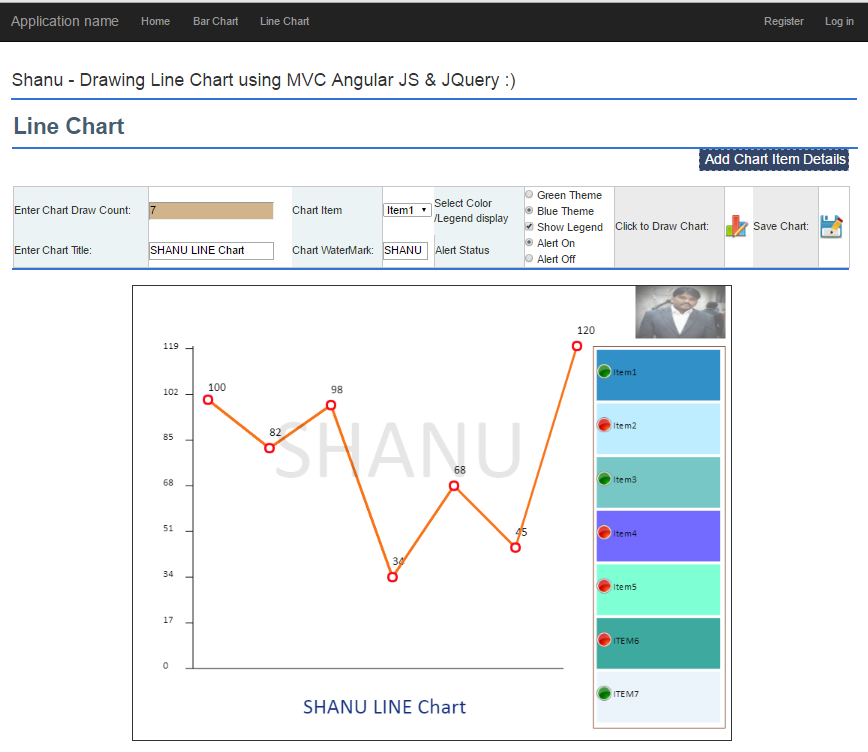 Application name Home Bar Chart Line Chart Register Log in
Shanu - Drawing Line Chart using MVC Angular JS & JQuery :)
Line Chart
Add Chart Item Details
Enter Chart Draw Count: 7 Chart Item Item1
Select Color
/Legend display
Green Theme
Blue Theme
Show Legend
Alert On
Alert Off
Click to Draw Chart: Save Chart:
Enter Chart Title: SHANU LINE Chart Chart WaterMark: SHANU Alert Status
119
102
85
68
51
34
17
0
100
82
98
34
68
45
120
SHANU
Item1
Item2
Item3
Item4
Item5
ITEM6
ITEM7
SHANU LINE Chart